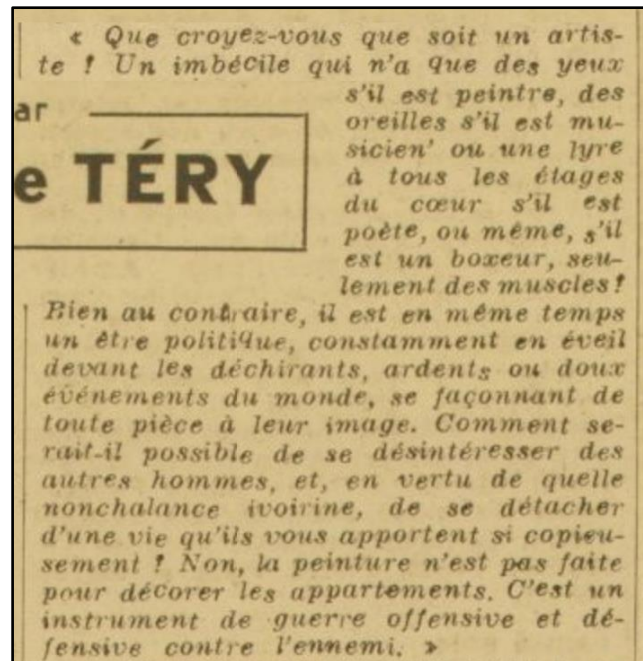 « Que croyez-vous que soit un artis-
te ? Un imbécile qui n'a que des yeux
s'il est peintre, des
oreilles s'il est mu-
sicien' ou une lyre
à tous les étages
du cœur s'il est
poète, ou même, s'il
est un boxeur, seu-
lement des muscles ?
ar
e TÉRY
Bien au contraire, il est en même temps
un être politique, constamment en éveil
devant les déchirants, ardents ou doux
événements du monde, se façonnant de
toute pièce à leur image. Comment se-
rait-il possible de se désintéresser des
autres hommes, et, en vertu de quelle
nonchalance ivoirine, de se détacher
d'une vie qu'ils vous apportent si copieu-
sement ? Non, la peinture n'est pas faite
pour décorer les appartements. C'est un
instrument de guerre offensive et dé-
fensive contre l'ennemi. »